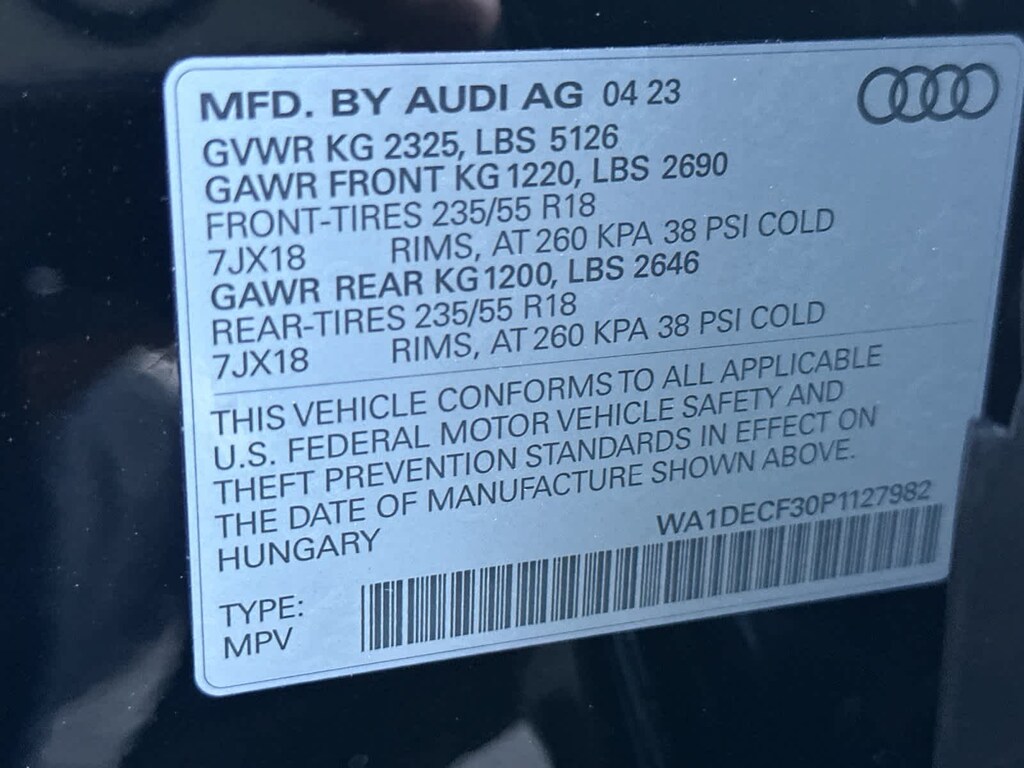 MFD. BY AUDI AG 04 23
GVWR KG 2325, LBS 5126
GAWR FRONT KG 1220, LBS 2690
FRONT-TIRES 235/55 R18
7JX18 RIMS, AT 260 KPA 38 PSI COLD
GAWR REAR KG 1200, LBS 2646
REAR-TIRES 235/55 R18
7JX18 RIMS, AT 260 KPA 38 PSI COLD
THIS VEHICLE CONFORMS TO ALL APPLICABLE
U.S. FEDERAL MOTOR VEHICLE SAFETY AND
THEFT PREVENTION STANDARDS IN EFFECT ON
THE DATE OF MANUFACTURE SHOWN ABOVE.
HUNGARY
WA1DECF30P1127982
TYPE:
MPV